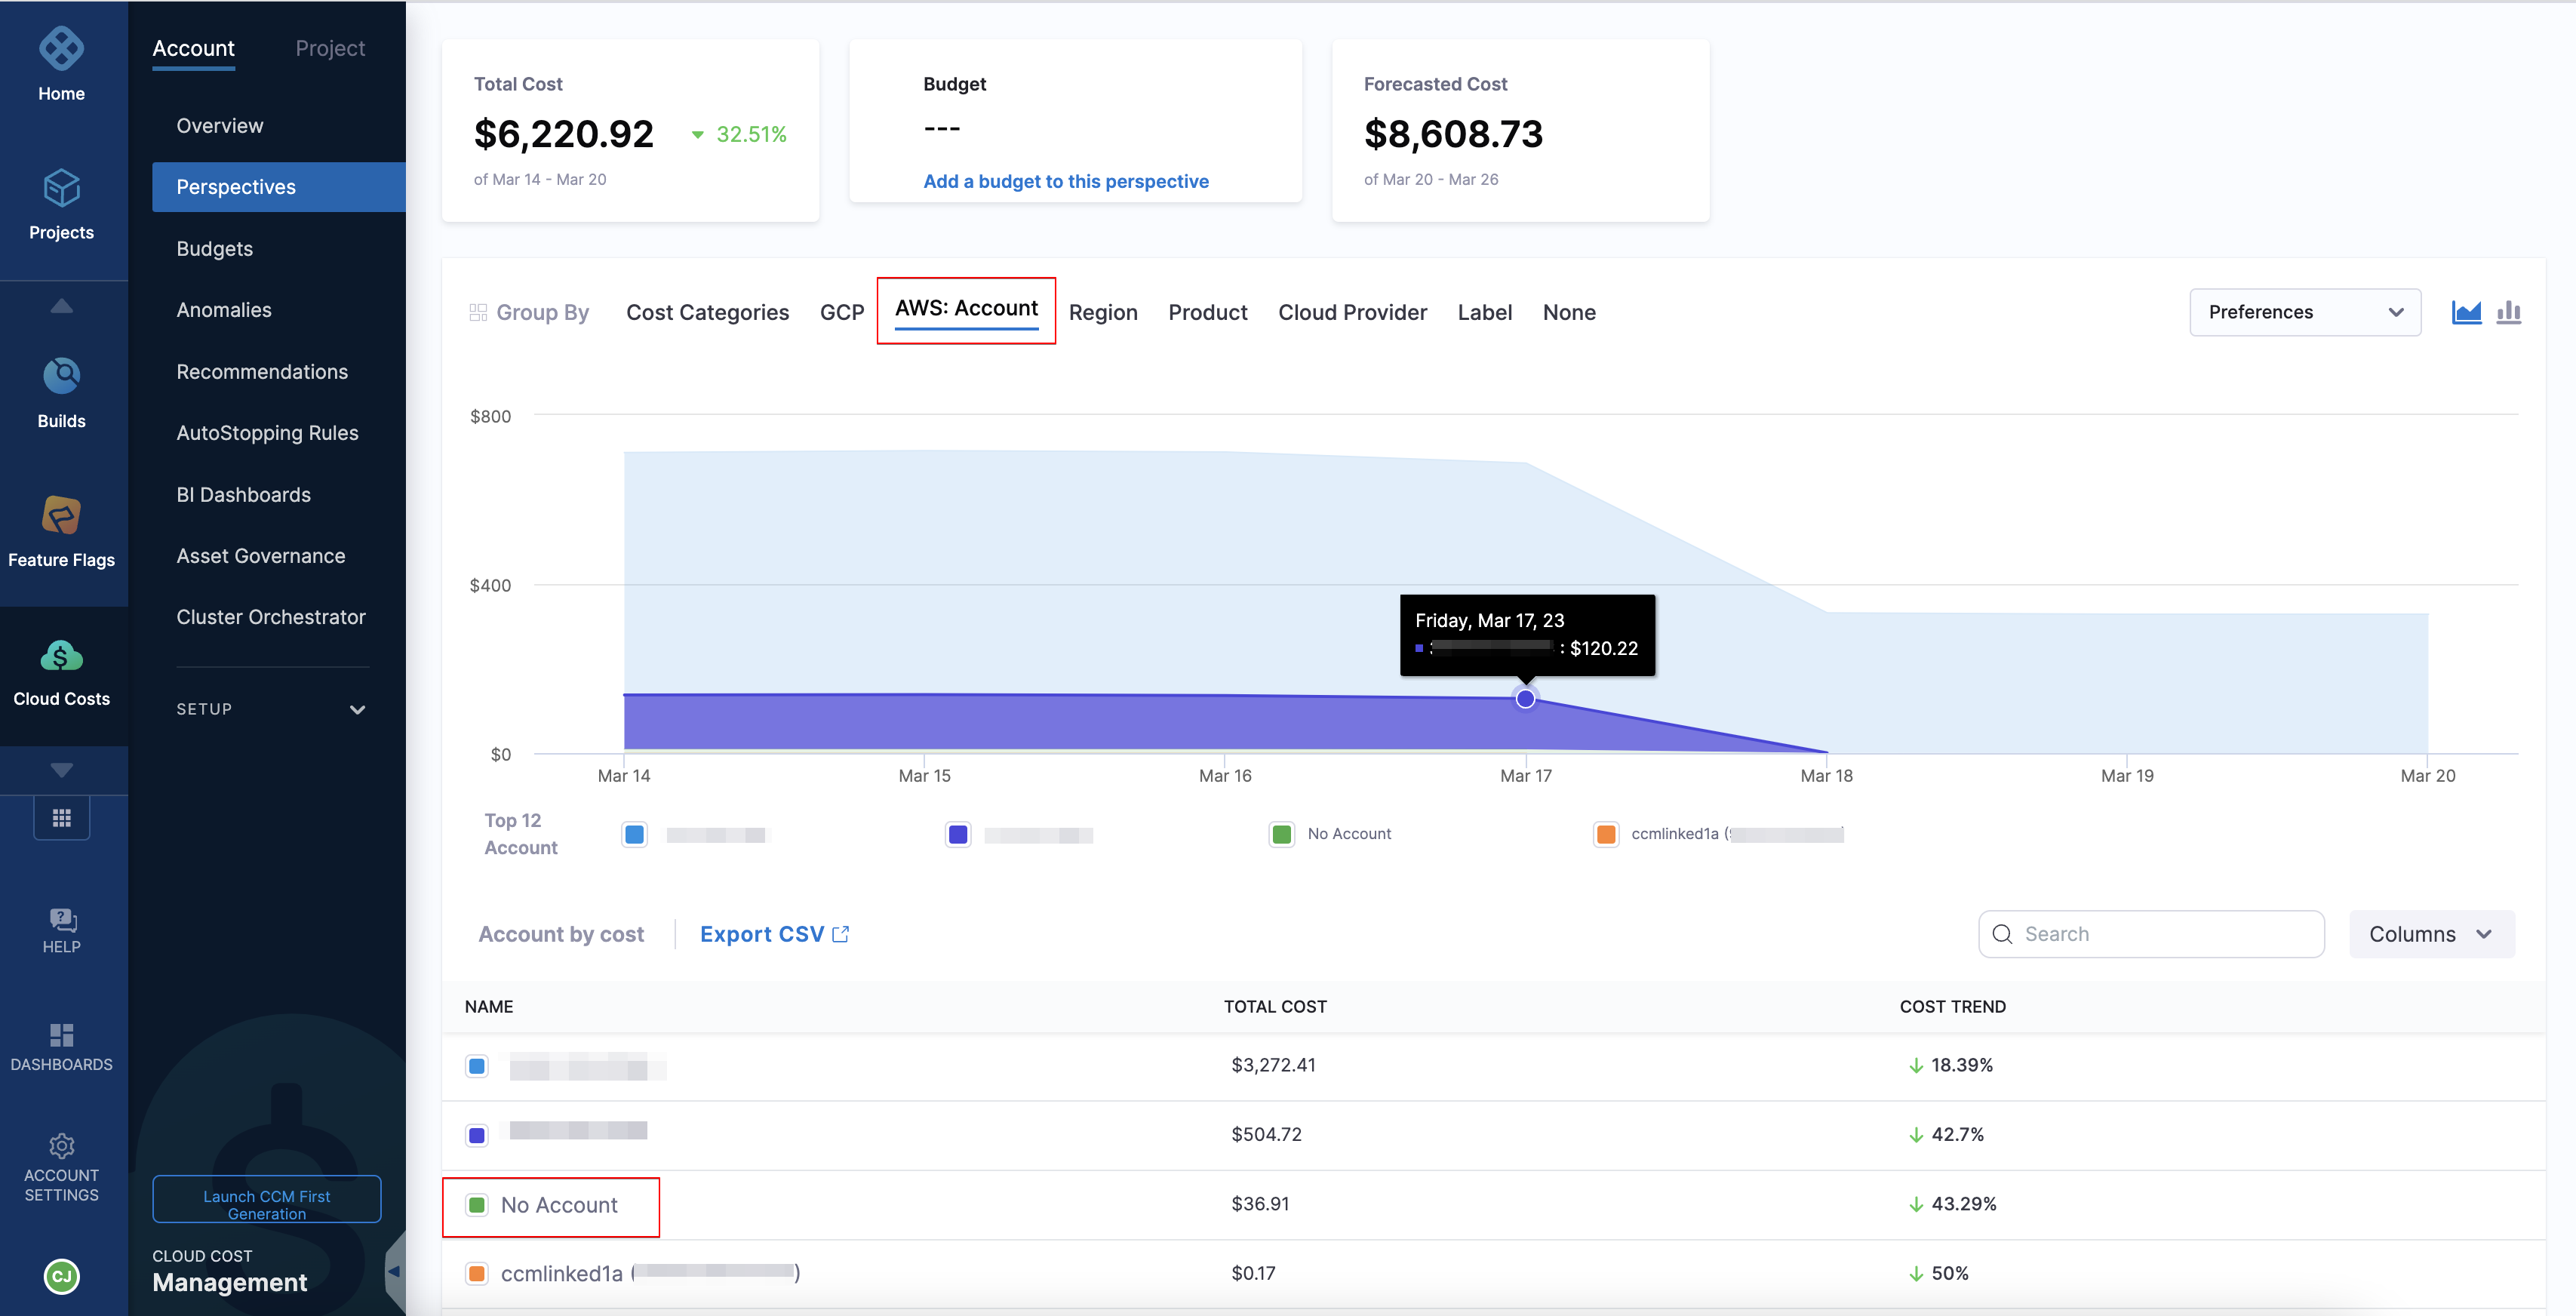 Home
Projects
Builds
Feature Flags
Cloud Costs
HELP
DASHBOARDS
ACCOUNT
SETTINGS
CJ
Account
Project
Overview
Perspectives
Budgets
Anomalies
Recommendations
AutoStopping Rules
BI Dashboards
Asset Governance
Cluster Orchestrator
SETUP
Launch CCM First
Generation
CLOUD COST
Management
Total Cost
$6,220.92 32.51%
of Mar 14 - Mar 20
Budget
---
Add a budget to this perspective
Forecasted Cost
$8,608.73
of Mar 20 - Mar 26
Group By Cost Categories GCP AWS: Account Region Product Cloud Provider Label None
Preferences
$800
$400
$0
Friday, Mar 17, 23
: $120.22
Mar 14 Mar 15 Mar 16 Mar 17 Mar 18 Mar 19 Mar 20
Top 12
Account
No Account
ccmlinked1a (
Account by cost
Export CSV
Search
Columns
NAME TOTAL COST COST TREND
$3,272.41 18.39%
$504.72 42.7%
No Account $36.91 43.29%
ccmlinked1a ( ) $0.17 50%